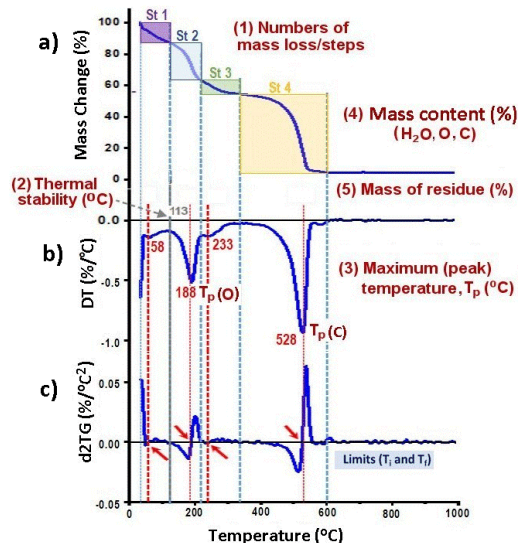 a)
Mass Change (%)
100
80
60
40
20
0
St 1
St 2
St 3
St 4
(1) Numbers of
mass loss/steps
(4) Mass content (%)
(H2O, O, C)
(5) Mass of residue (%)
(2) Thermal
stability (ºC)
113
b)
DT (%/ºC)
0.0
-0.5
-1.0
58
233
188
Tp(O)
528
Tp(C)
(3) Maximum (peak)
temperature, Tp (ºC)
c)
d2TG (%/ºC2)
0.05
0.00
-0.05
Limits (Ti and Tf)
0
200
400
600
800
1000
Temperature (ºC)